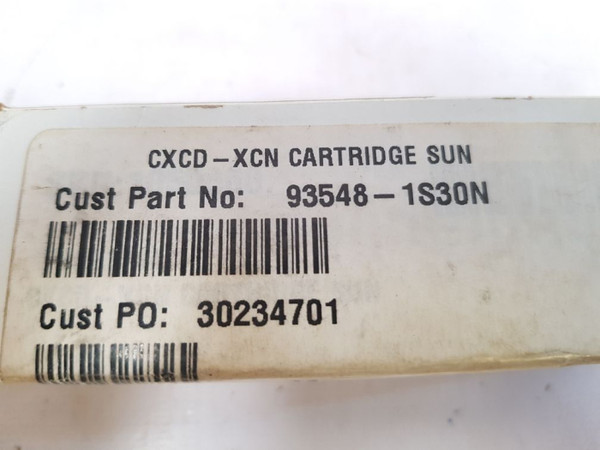 CXCD-XCN CARTRIDGE SUN
Cust Part No: 93548-1S30N
Cust PO: 30234701